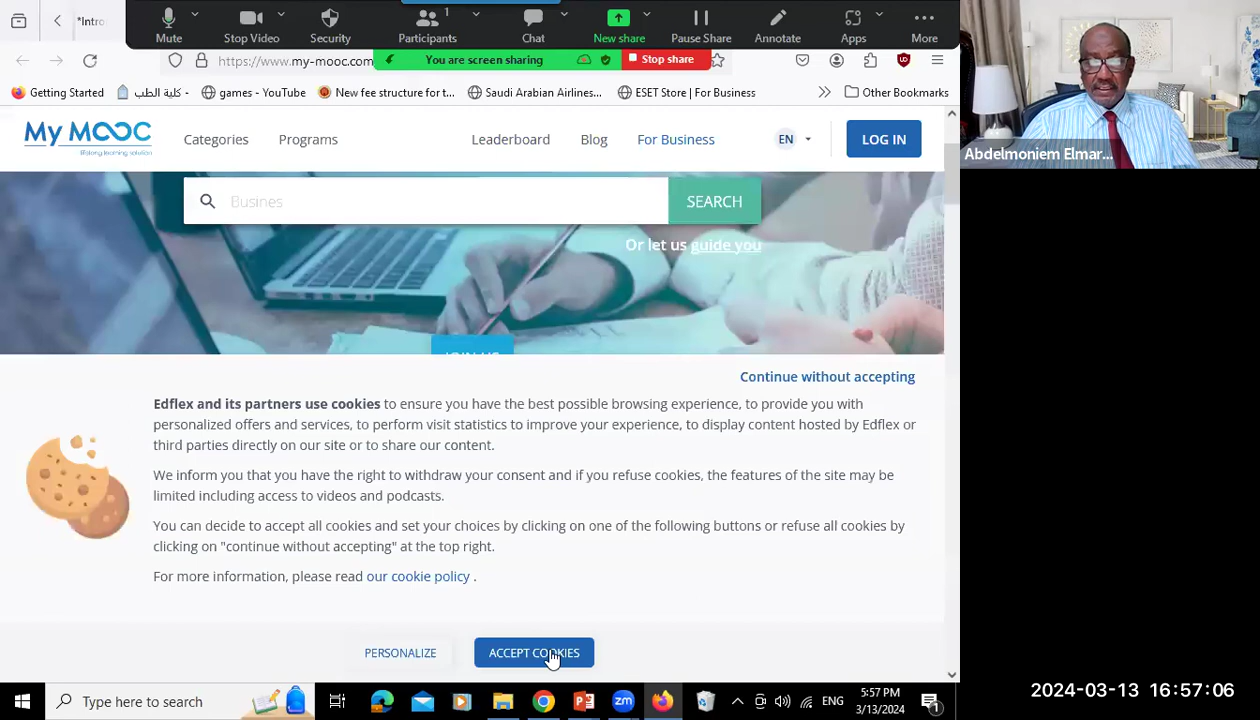 *Intro
Mute
Stop Video
Security
1
Participants
Chat
New share
Pause Share
Annotate
Apps
More
https://www.my-mooc.com
You are screen sharing
Stop share
Getting Started
كلية الطب -
games - YouTube
New fee structure for t...
Saudi Arabian Airlines...
ESET Store | For Business
Other Bookmarks
My MOOC
lifelong learning solution
Categories
Programs
Leaderboard
Blog
For Business
EN
LOG IN
Abdelmoniem Elmar...
Busines
SEARCH
Or let us guide you
JOIN US
Continue without accepting
Edflex and its partners use cookies to ensure you have the best possible browsing experience, to provide you with
personalized offers and services, to perform visit statistics to improve your experience, to display content hosted by Edflex or
third parties directly on our site or to share our content.
We inform you that you have the right to withdraw your consent and if you refuse cookies, the features of the site may be
limited including access to videos and podcasts.
You can decide to accept all cookies and set your choices by clicking on one of the following buttons or refuse all cookies by
clicking on "continue without accepting" at the top right.
For more information, please read our cookie policy .
PERSONALIZE
ACCEPT COOKIES
Type here to search
ENG
5:57 PM
3/13/2024
1
2024-03-13 16:57:06